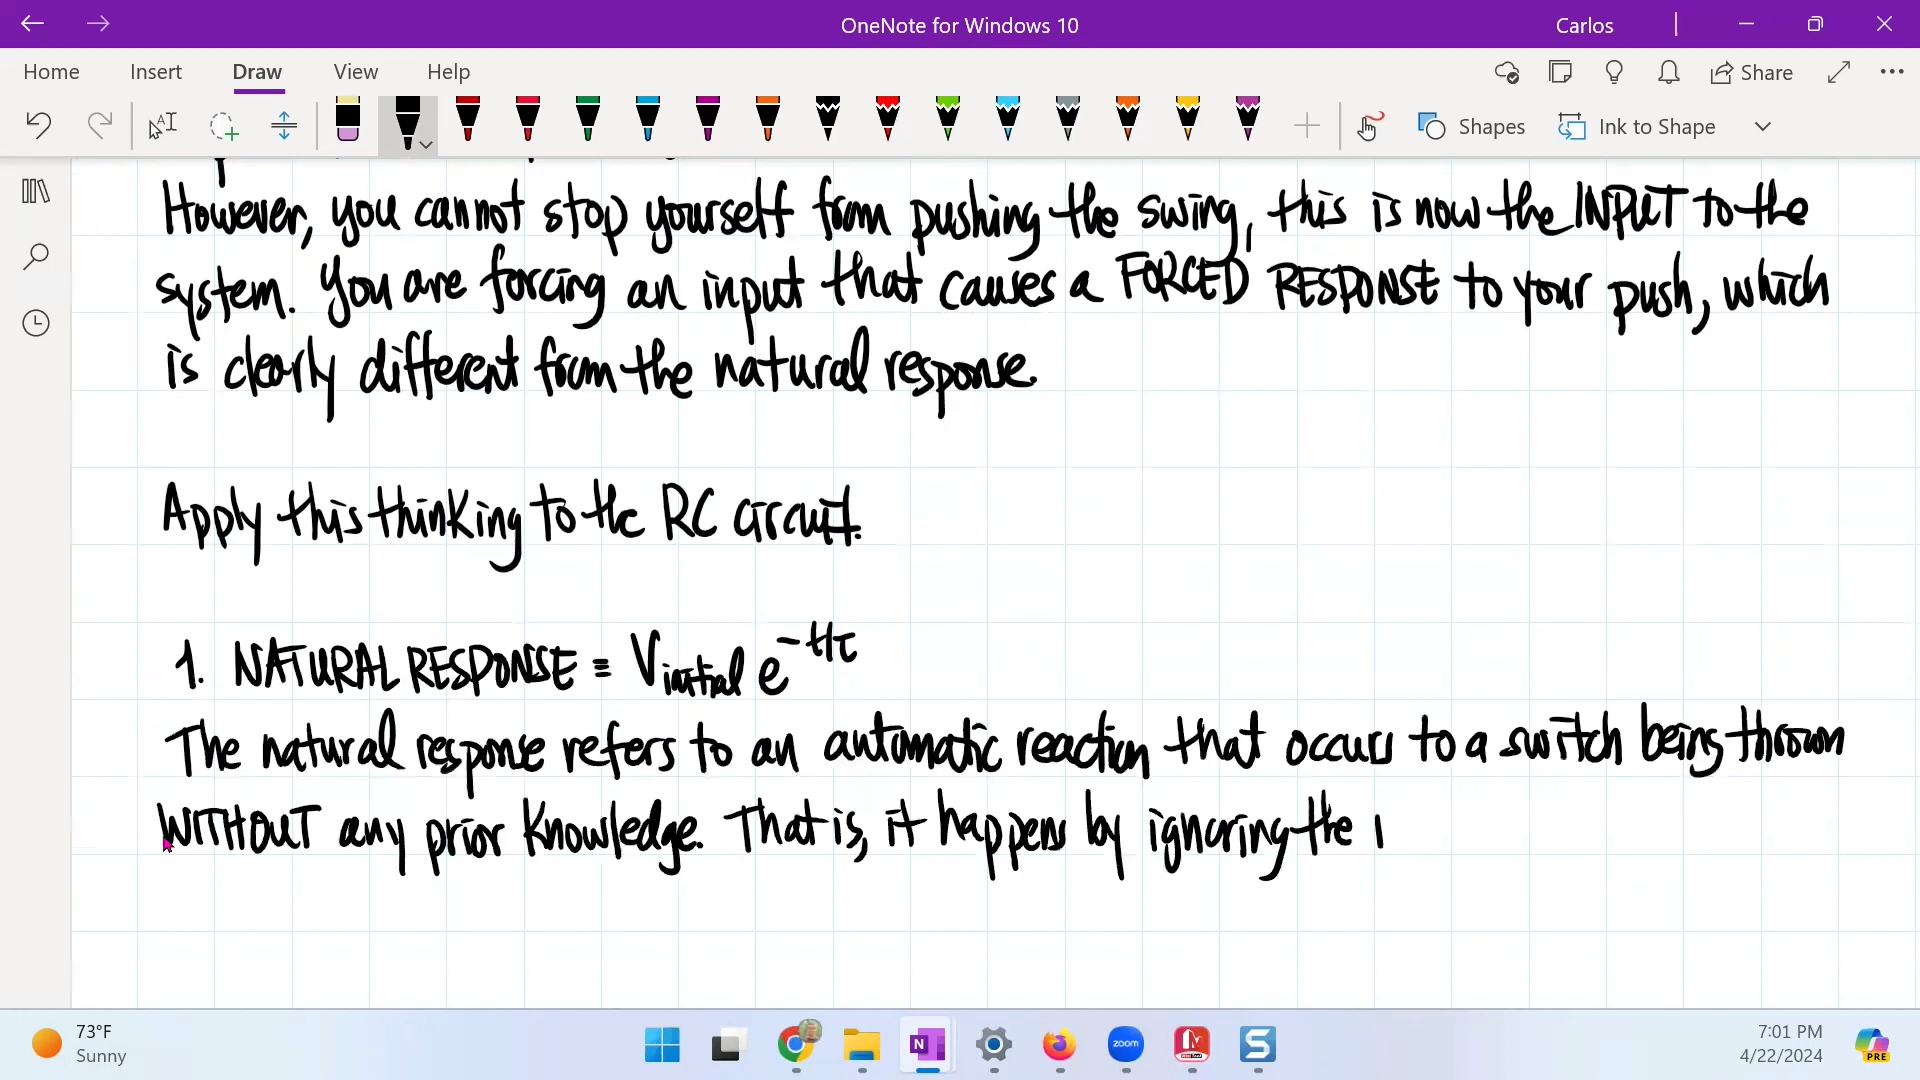 OneNote for Windows 10
Carlos
Home Insert Draw View Help
Share
Shapes
Ink to Shape
However, you cannot stop yourself from pushing the swing, this is now the INPUT to the
system. You are forcing an input that causes a FORCED RESPONSE to your push, which
is clearly different from the natural response.
Apply this thinking to the RC circuit.
1. NATURAL RESPONSE ≡ Vinitial e^-t/τ
The natural response refers to an automatic reaction that occurs to a switch being thrown
WITHOUT any prior knowledge. That is, it happens by ignoring the I
73°F
Sunny
zoom
7:01 PM
4/22/2024
PRE